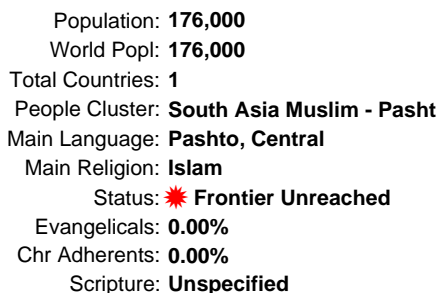 Population: 176,000
World Popl: 176,000
Total Countries: 1
People Cluster: South Asia Muslim - Pasht
Main Language: Pashto, Central
Main Religion: Islam
Status: Frontier Unreached
Evangelicals: 0.00%
Chr Adherents: 0.00%
Scripture: Unspecified